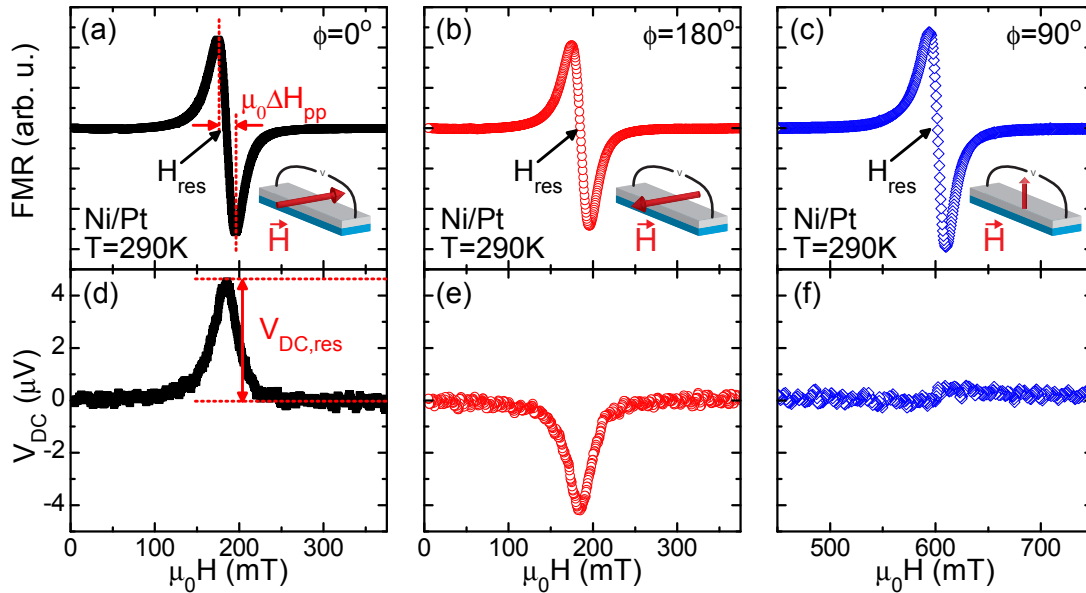 (a)
ϕ=0°
μ₀ΔHpp
Hres
Ni/Pt
T=290K
H
v
FMR (arb. u.)
(b)
ϕ=180°
Hres
Ni/Pt
T=290K
H
v
(c)
ϕ=90°
Hres
Ni/Pt
T=290K
H
v
(d)
VDC,res
VDC (μV)
4
2
0
-2
-4
0 100 200 300
μ₀H (mT)
(e)
0 100 200 300
μ₀H (mT)
(f)
500 600 700
μ₀H (mT)